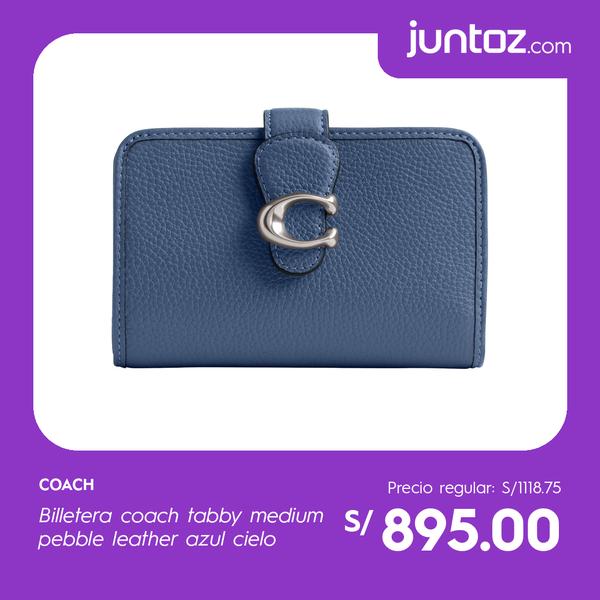 juntoz.com
COACH
Precio regular: S/1118.75
Billetera coach tabby medium
pebble leather azul cielo
S/ 895.00